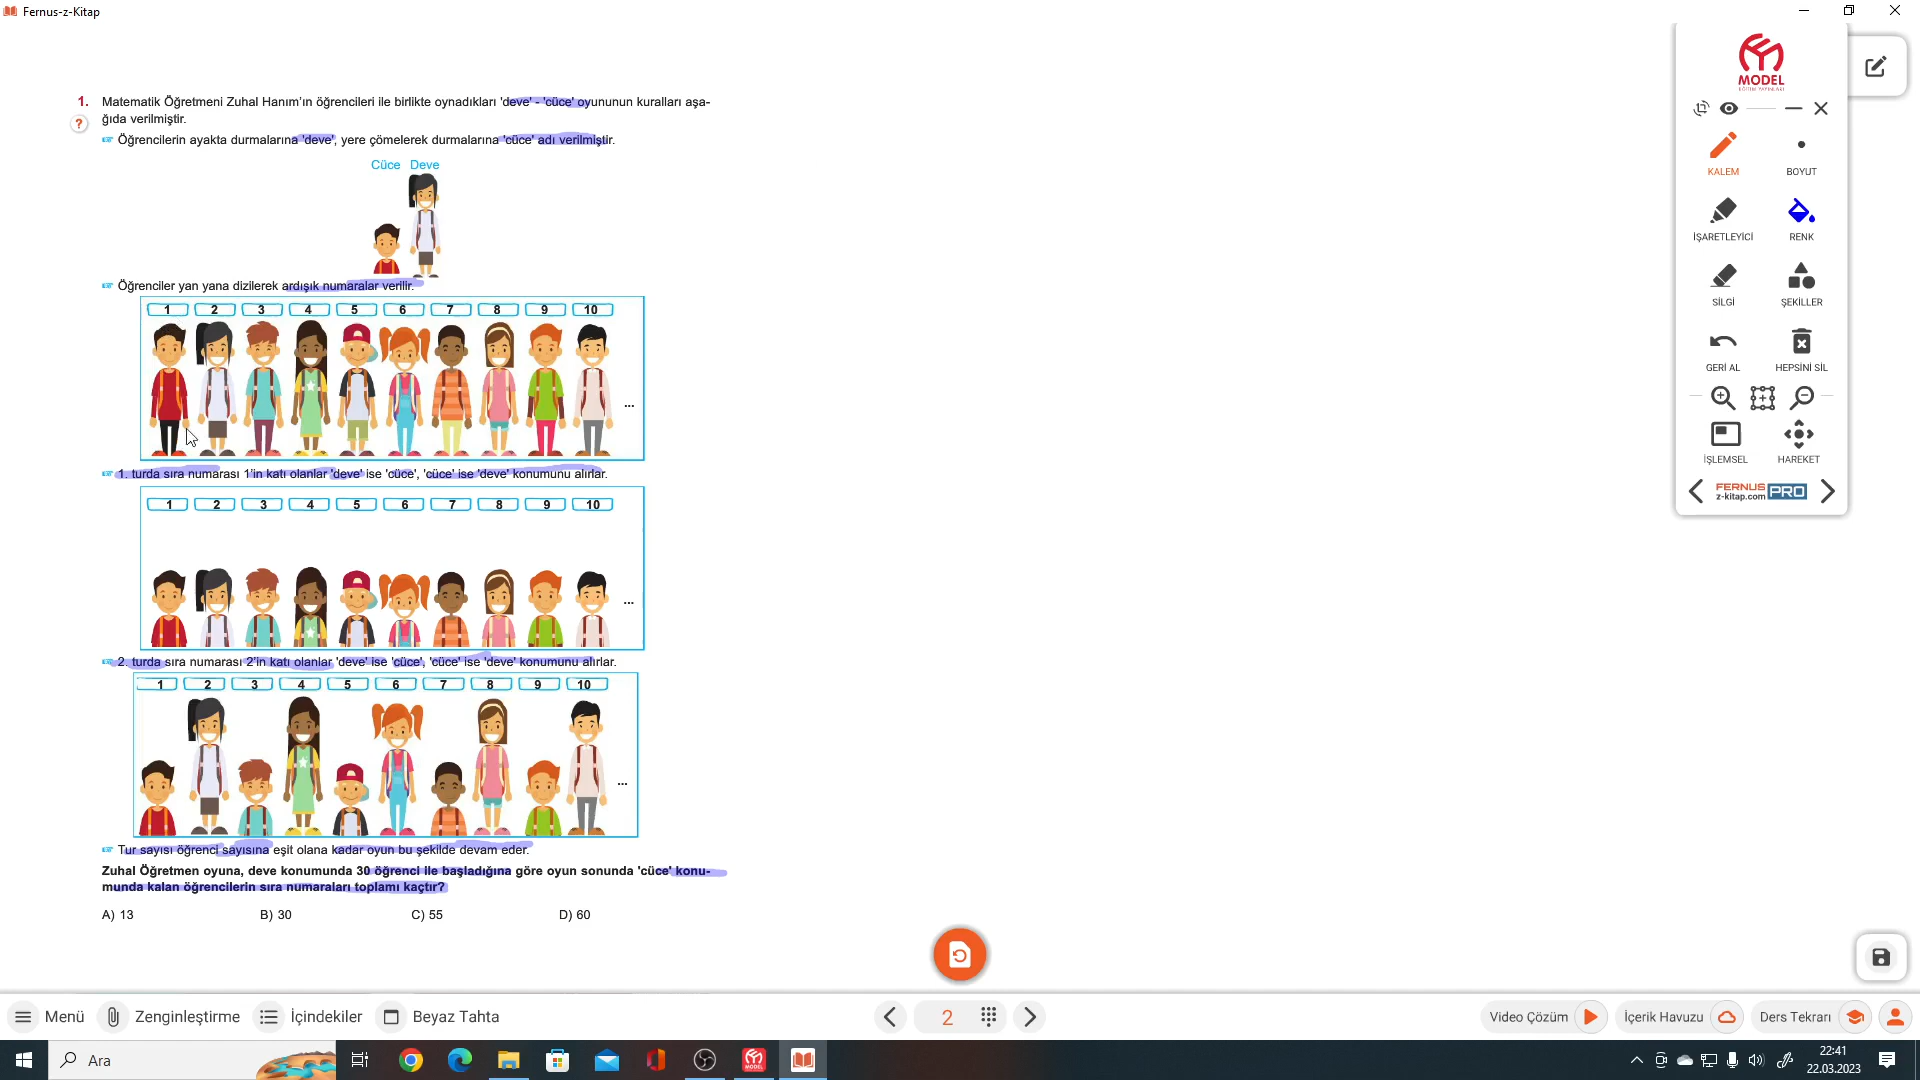 Fernus-z-Kitap
1. Matematik Öğretmeni Zuhal Hanım'ın öğrencileri ile birlikte oynadıkları 'deve' - 'cüce' oyununun kuralları aşa-
ğıda verilmiştir.
?
☞ Öğrencilerin ayakta durmalarına 'deve', yere çömelerek durmalarına 'cüce' adı verilmiştir.
Cüce Deve
☞ Öğrenciler yan yana dizilerek ardışık numaralar verilir.
1 2 3 4 5 6 7 8 9 10
...
☞ 1. turda sıra numarası 1'in katı olanlar 'deve' ise 'cüce', 'cüce' ise 'deve' konumunu alırlar.
1 2 3 4 5 6 7 8 9 10
...
☞ 2. turda sıra numarası 2'in katı olanlar 'deve' ise 'cüce', 'cüce' ise 'deve' konumunu alırlar.
1 2 3 4 5 6 7 8 9 10
...
☞ Tur sayısı öğrenci sayısına eşit olana kadar oyun bu şekilde devam eder.
Zuhal Öğretmen oyuna, deve konumunda 30 öğrenci ile başladığına göre oyun sonunda 'cüce' konu-
munda kalan öğrencilerin sıra numaraları toplamı kaçtır?
A) 13 B) 30 C) 55 D) 60
MODEL
EĞİTİM YAYINLARI
KALEM BOYUT
İŞARETLEYİCİ RENK
SİLGİ ŞEKİLLER
GERİ AL HEPSİNİ SİL
İŞLEMSEL HAREKET
FERNUS
z-kitap.com PRO
Menü Zenginleştirme İçindekiler Beyaz Tahta 2 Video Çözüm İçerik Havuzu Ders Tekrarı
Ara
MODEL
22:41
22.03.2023